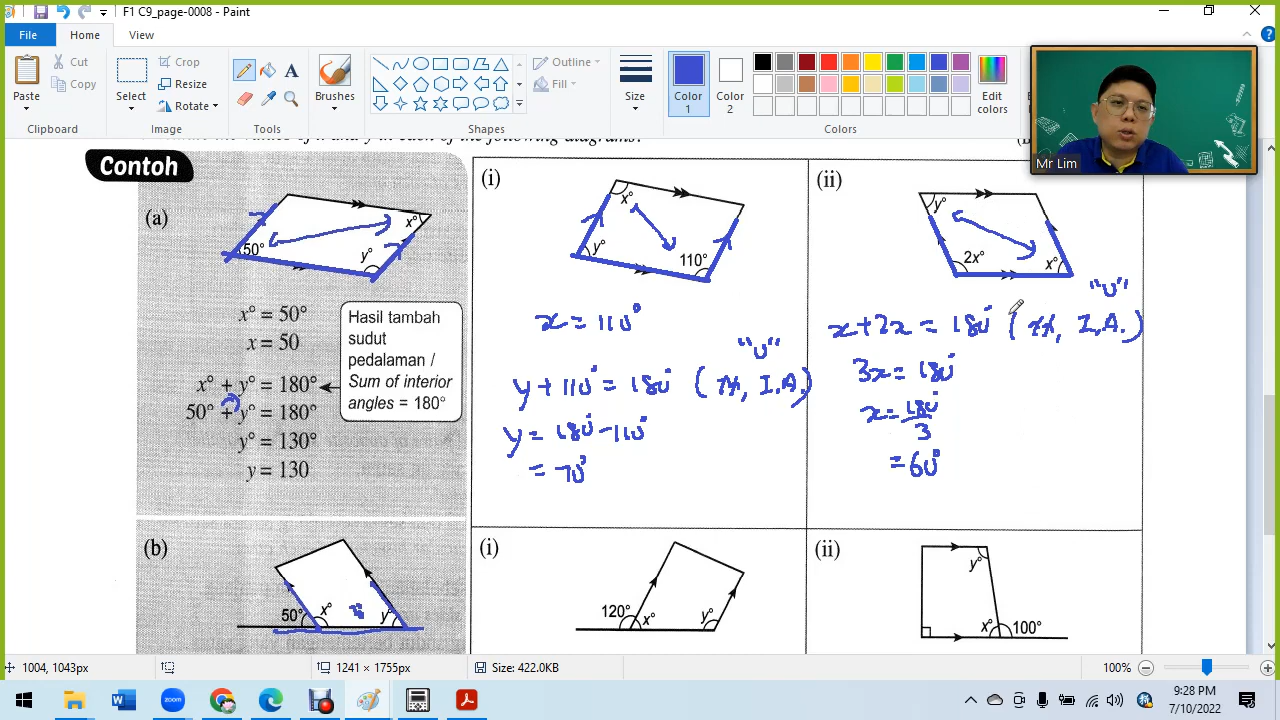 F1 C9_page-0008 - Paint
File
Home
View
Paste
Cut
Copy
Clipboard
Select
Crop
Resize
Rotate
Image
A
Tools
Brushes
Outline
Fill
Shapes
Size
Color 1
Color 2
Colors
Edit colors
Mr Lim
Contoh
(a)
50°
x°
y°
x° = 50°
x = 50
x° + y° = 180°
50° + y° = 180°
y° = 130°
y = 130
Hasil tambah
sudut
pedalaman /
Sum of interior
angles = 180°
(i)
x°
y°
110°
x = 110°
"U"
y + 110° = 180° ( , I.A.)
y = 180° - 110°
= 70°
(ii)
y°
2x°
x°
"U"
x + 2x = 180° ( , I.A.)
3x = 180°
x = 180°/3
= 60°
(b)
50°
x°
y
(i)
120°
x°
y°
(ii)
y°
x°
100°
1004, 1043px
1241 × 1755px
Size: 422.0KB
100%
zoom
9:28 PM
7/10/2022